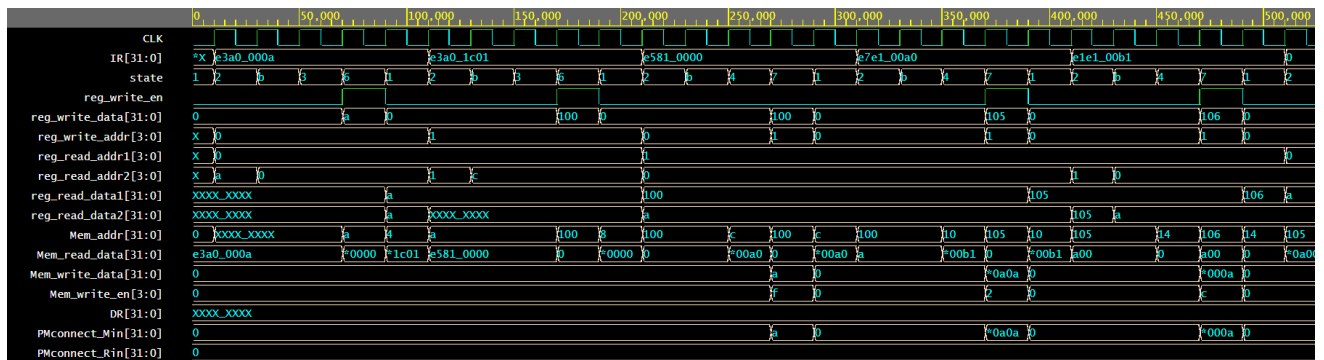 0 50,000 100,000 150,000 200,000 250,000 300,000 350,000 400,000 450,000 500,000
CLK
IR[31:0] *X e3a0_000a e3a0_1c01 e581_0000 e7e1_00a0 e1e1_00b1 0
state 1 2 b 3 6 1 2 b 3 6 1 2 b 4 7 1 2 b 4 7 1 2 b 4 7 1 2
reg_write_en
reg_write_data[31:0] 0 a 0 100 0 100 0 105 0 106 0
reg_write_addr[3:0] X 0 1 0 1 0 1 0 1 0
reg_read_addr1[3:0] X 0 1 0
reg_read_addr2[3:0] X a 0 1 c 0 1 0
reg_read_data1[31:0] XXXX_XXXX a 100 105 106 a
reg_read_data2[31:0] XXXX_XXXX a XXXX_XXXX a 105 a
Mem_addr[31:0] 0 XXXX_XXXX a 4 a 100 8 100 c 100 c 100 10 105 10 105 14 106 14 105
Mem_read_data[31:0] e3a0_000a *0000 *1c01 e581_0000 0 *0000 0 *00a0 0 *00a0 a *00b1 0 *00b1 a00 0 a00 0 *0a00
Mem_write_data[31:0] 0 a 0 *0a0a 0 *000a 0
Mem_write_en[3:0] 0 f 0 2 0 c 0
DR[31:0] XXXX_XXXX
PMconnect_Min[31:0] 0 a 0 *0a0a 0 *000a 0
PMconnect_Rin[31:0] 0